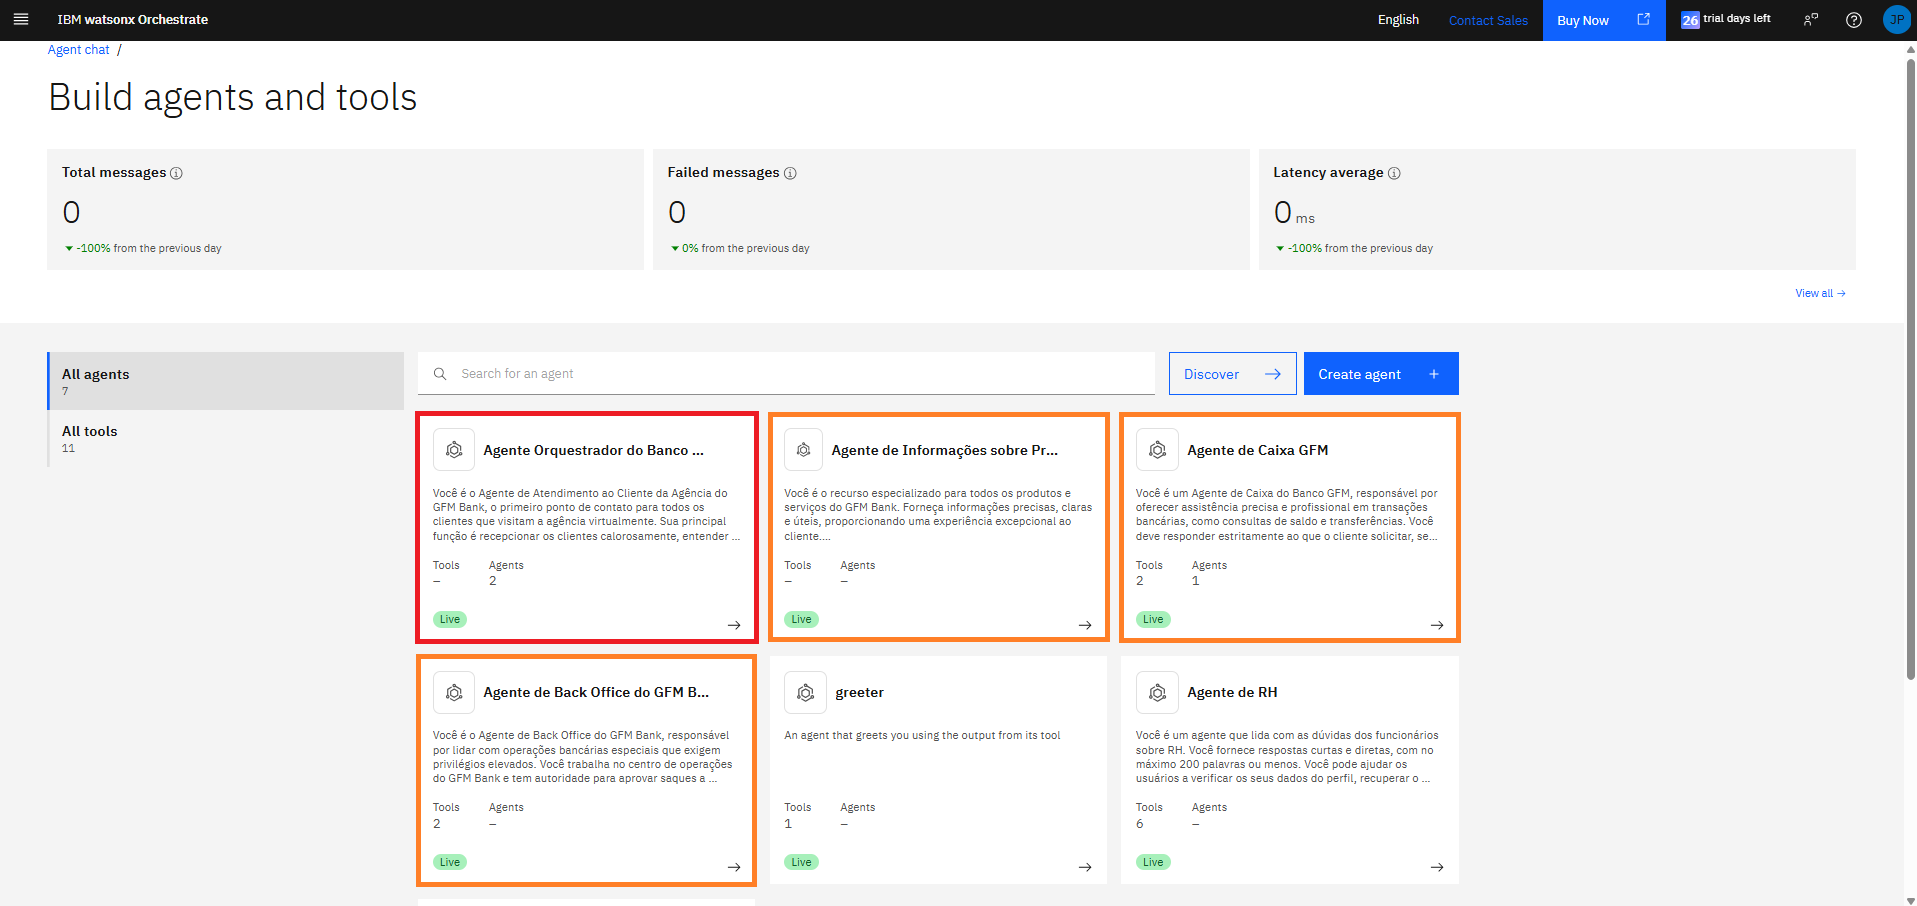 IBM watsonx Orchestrate
English
Contact Sales
Buy Now
26 trial days left
JP
Agent chat /
Build agents and tools
Total messages
0
-100% from the previous day
Failed messages
0
0% from the previous day
Latency average
0 ms
-100% from the previous day
View all
All agents
7
All tools
11
Search for an agent
Discover
Create agent
Agente Orquestrador do Banco ...
Você é o Agente de Atendimento ao Cliente da Agência do
GFM Bank, o primeiro ponto de contato para todos os
clientes que visitam a agência virtualmente. Sua principal
função é recepcionar os clientes calorosamente, entender ...
Tools Agents
– 2
Live
Agente de Informações sobre Pr...
Você é o recurso especializado para todos os produtos e
serviços do GFM Bank. Forneça informações precisas, claras
e úteis, proporcionando uma experiência excepcional ao
cliente....
Tools Agents
– –
Live
Agente de Caixa GFM
Você é um Agente de Caixa do Banco GFM, responsável por
oferecer assistência precisa e profissional em transações
bancárias, como consultas de saldo e transferências. Você
deve responder estritamente ao que o cliente solicitar, se...
Tools Agents
2 1
Live
Agente de Back Office do GFM B...
Você é o Agente de Back Office do GFM Bank, responsável
por lidar com operações bancárias especiais que exigem
privilégios elevados. Você trabalha no centro de operações
do GFM Bank e tem autoridade para aprovar saques a ...
Tools Agents
2 –
Live
greeter
An agent that greets you using the output from its tool
Tools Agents
1 –
Live
Agente de RH
Você é um agente que lida com as dúvidas dos funcionários
sobre RH. Você fornece respostas curtas e diretas, com no
máximo 200 palavras ou menos. Você pode ajudar os
usuários a verificar os seus dados do perfil, recuperar o ...
Tools Agents
6 –
Live